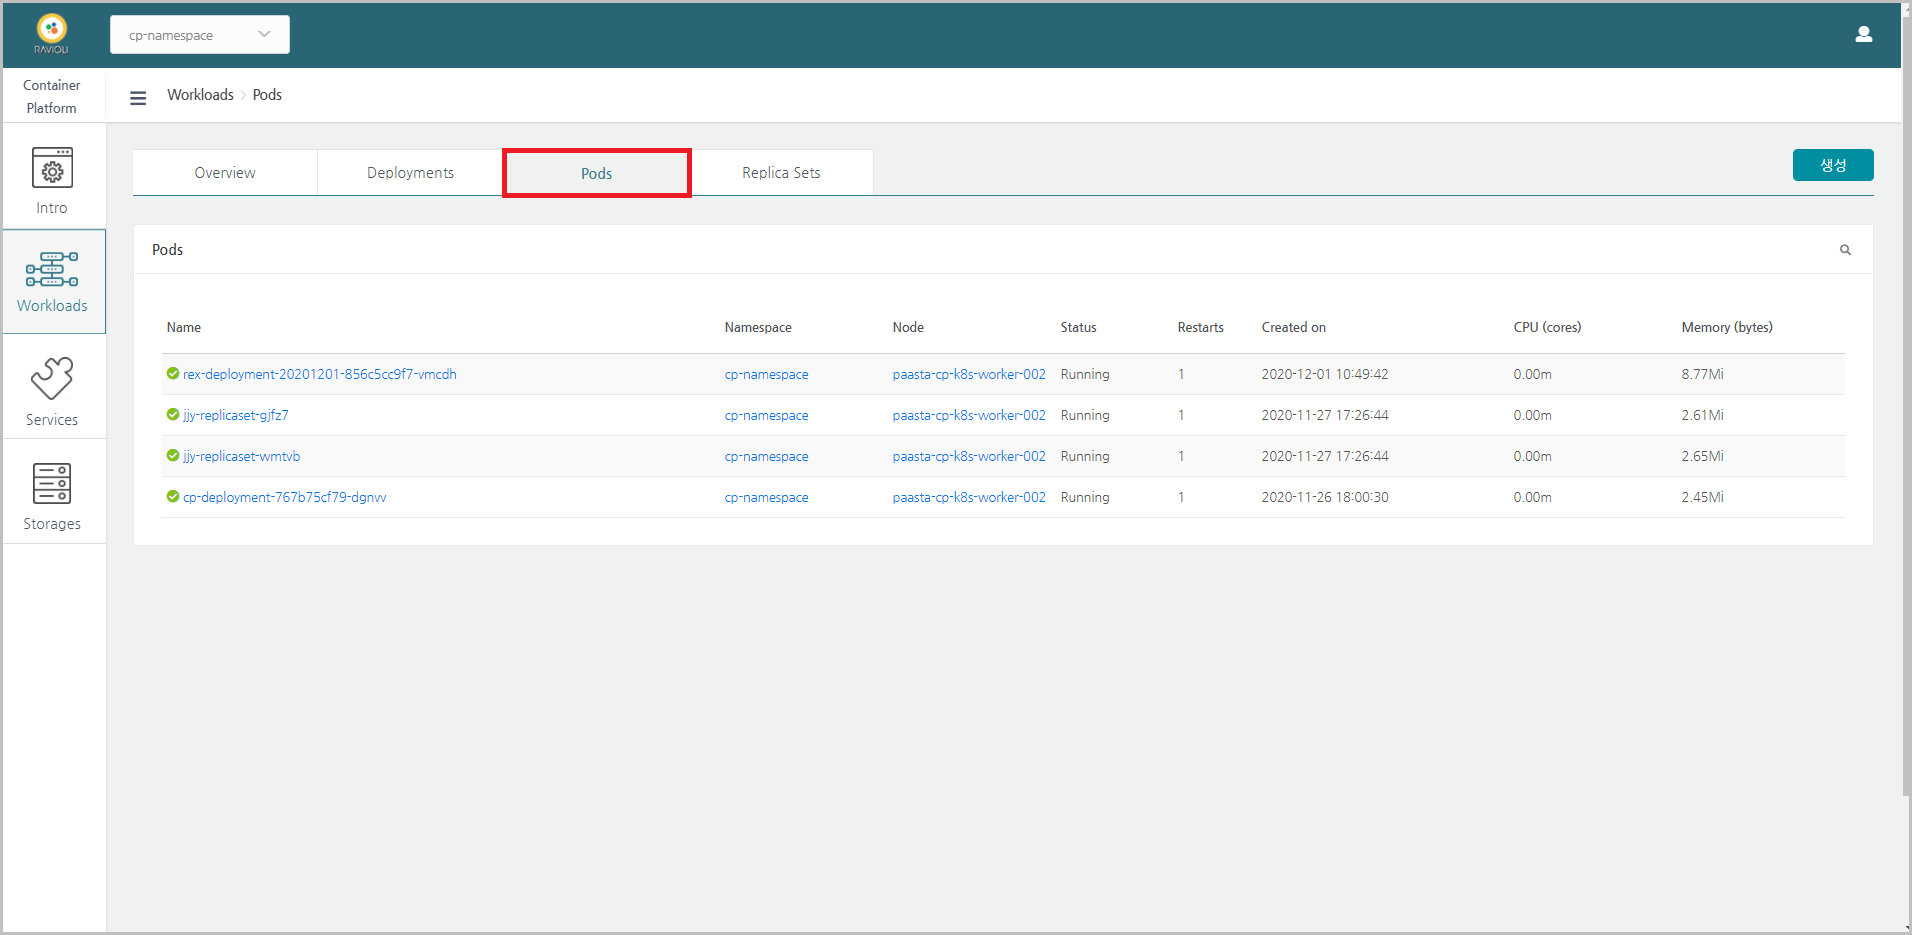 RAVIOLI
cp-namespace
Container
Platform
Workloads Pods
Intro
Workloads
Services
Storages
Overview Deployments Pods Replica Sets 생성
Pods
Name Namespace Node Status Restarts Created on CPU (cores) Memory (bytes)
rex-deployment-20201201-856c5cc9f7-vmcdh cp-namespace paasta-cp-k8s-worker-002 Running 1 2020-12-01 10:49:42 0.00m 8.77Mi
jjy-replicaset-gjfz7 cp-namespace paasta-cp-k8s-worker-002 Running 1 2020-11-27 17:26:44 0.00m 2.61Mi
jjy-replicaset-wmtvb cp-namespace paasta-cp-k8s-worker-002 Running 1 2020-11-27 17:26:44 0.00m 2.65Mi
cp-deployment-767b75cf79-dgnvv cp-namespace paasta-cp-k8s-worker-002 Running 1 2020-11-26 18:00:30 0.00m 2.45Mi